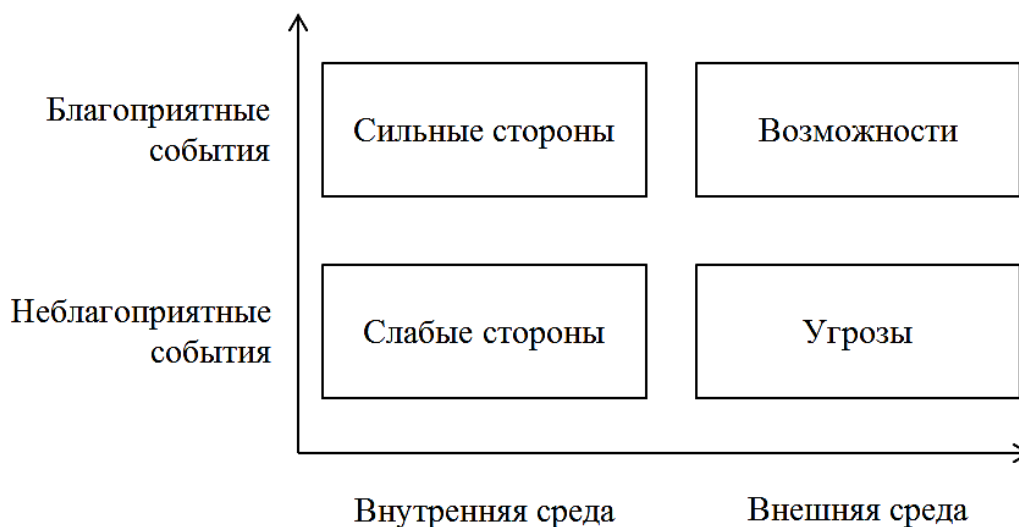 Благоприятные
события
Сильные стороны
Возможности
Неблагоприятные
события
Слабые стороны
Угрозы
Внутренняя среда
Внешняя среда